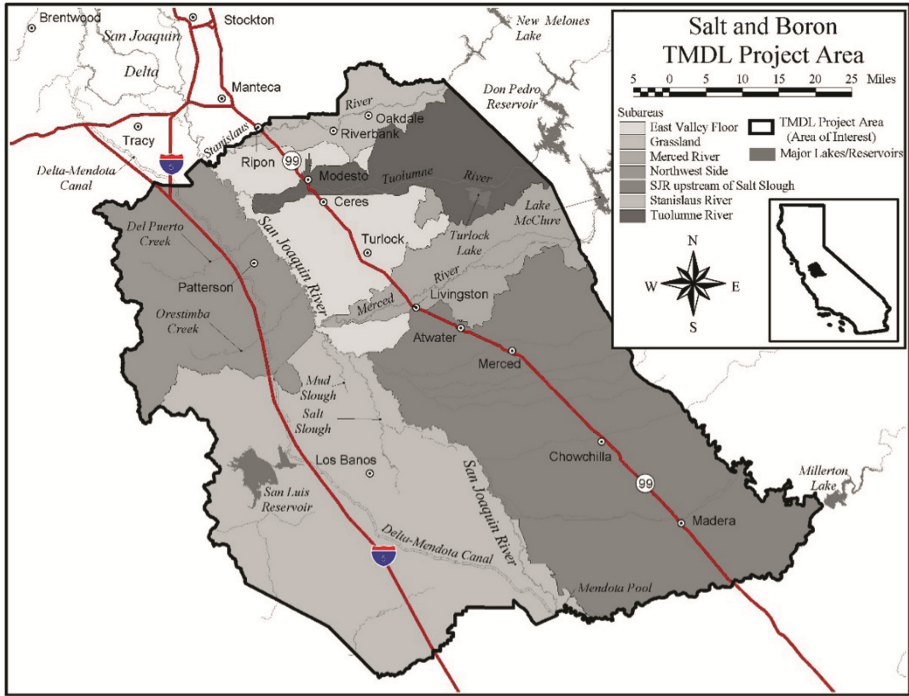 Salt and Boron
TMDL Project Area
5 0 5 10 15 20 25 Miles
Subareas
East Valley Floor
Grassland
Merced River
Northwest Side
SJR upstream of Salt Slough
Stanislaus River
Tuolumne River
TMDL Project Area
(Area of Interest)
Major Lakes/Reservoirs
N
W E
S
Brentwood
Stockton
San Joaquin
Delta
New Melones
Lake
Manteca
Don Pedro
Reservoir
Tracy
Stanislaus
River
Oakdale
Riverbank
Delta-Mendota
Canal
5
Ripon
99
Modesto
Tuolumne
River
Ceres
Lake
McClure
Turlock
Lake
Turlock
Del Puerto
Creek
San Joaquin River
Patterson
Merced
River
Livingston
Orestimba
Creek
Atwater
Merced
Mud
Slough
Salt
Slough
Chowchilla
Los Banos
San Luis
Reservoir
San Joaquin River
99
Millerton
Lake
Madera
Delta-Mendota Canal
5
Mendota Pool